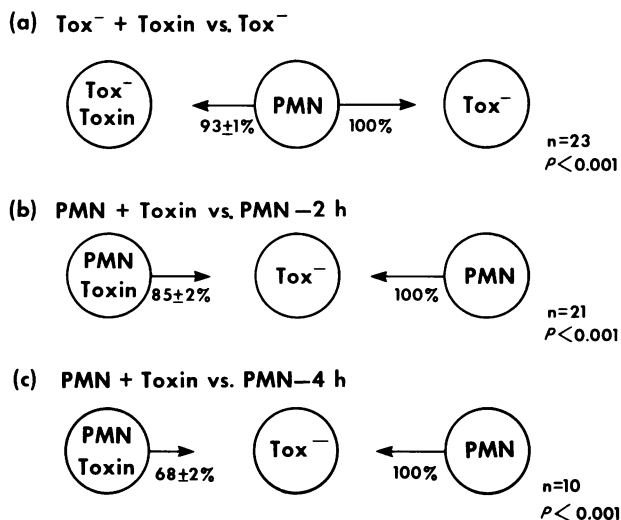 (a) Tox⁻ + Toxin vs. Tox⁻
Tox⁻
Toxin
93±1%
PMN
100%
Tox⁻
n=23
P<0.001
(b) PMN + Toxin vs. PMN–2 h
PMN
Toxin
85±2%
Tox⁻
100%
PMN
n=21
P<0.001
(c) PMN + Toxin vs. PMN–4 h
PMN
Toxin
68±2%
Tox⁻
100%
PMN
n=10
P<0.001